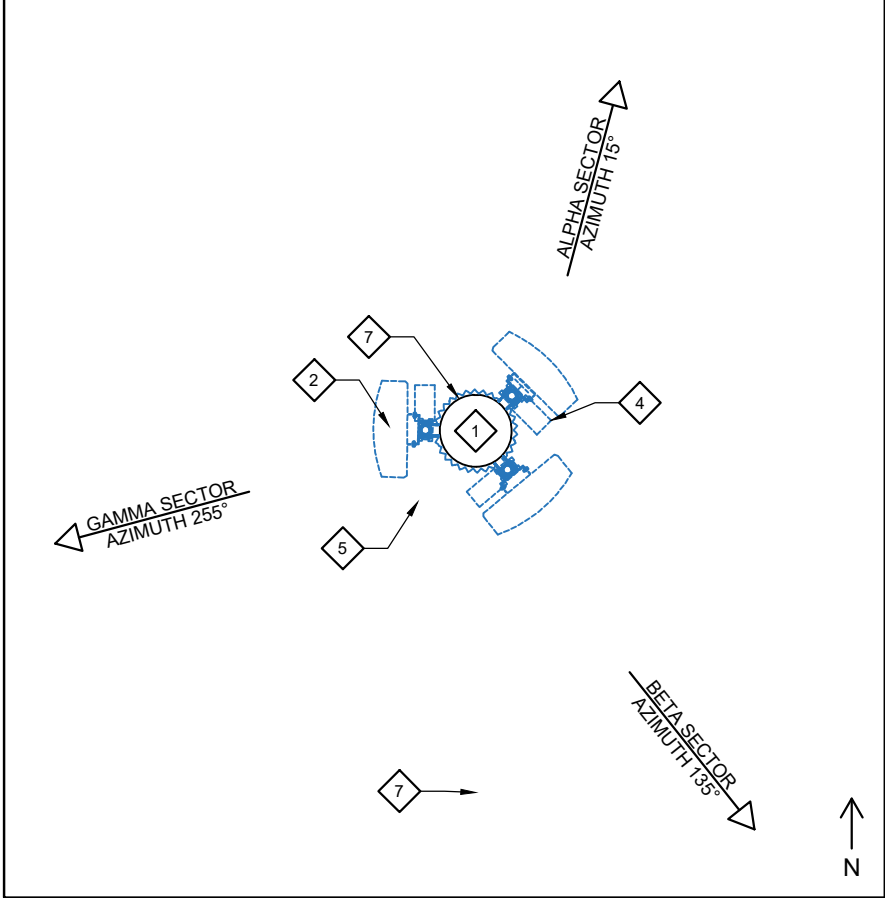 ALPHA SECTOR
AZIMUTH 15°
7
2
4
1
GAMMA SECTOR
AZIMUTH 255°
5
BETA SECTOR
AZIMUTH 135°
7
N